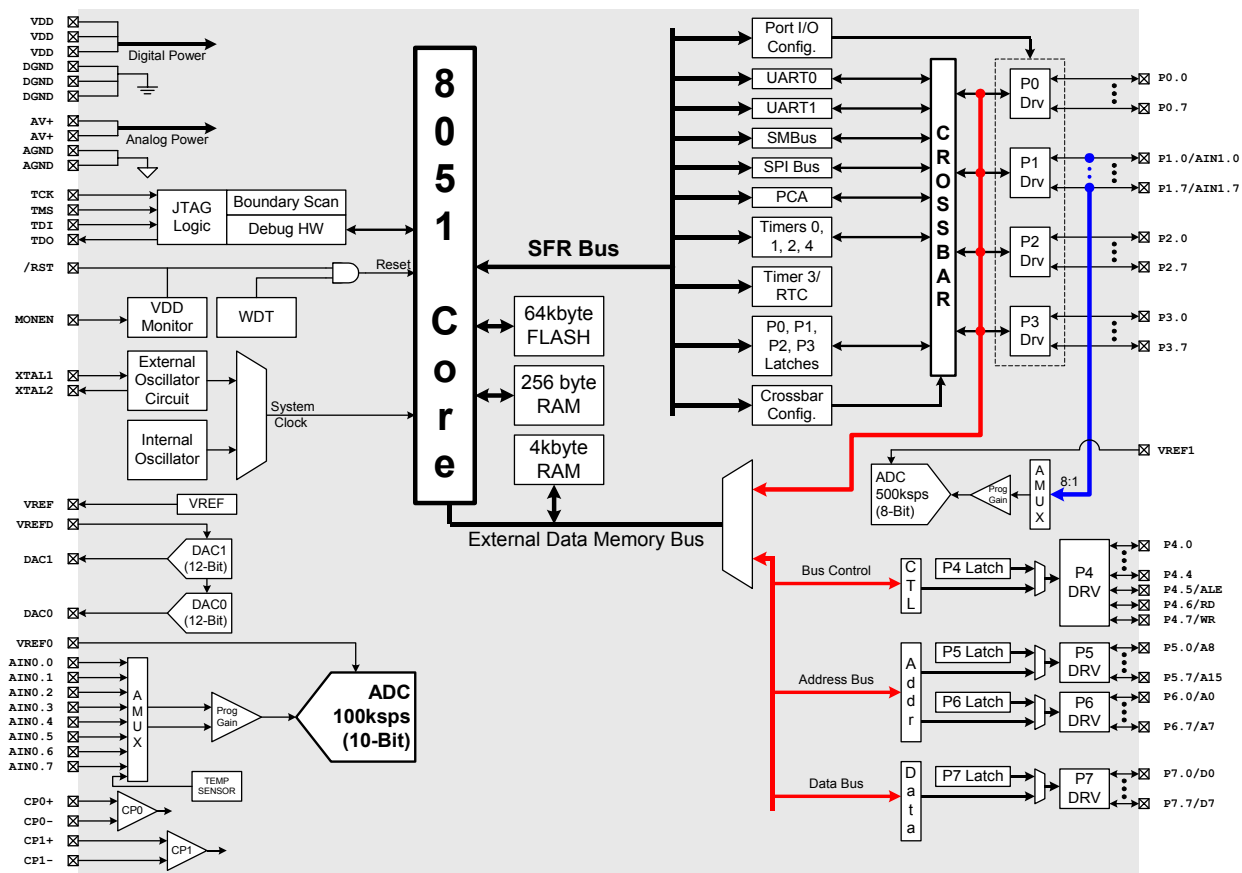 VDD
VDD
VDD
Digital Power
DGND
DGND
DGND
AV+
AV+
Analog Power
AGND
AGND
TCK
TMS
TDI
TDO
JTAG
Logic
Boundary Scan
Debug HW
/RST
Reset
MONEN
VDD
Monitor
WDT
XTAL1
XTAL2
External
Oscillator
Circuit
Internal
Oscillator
System
Clock
VREF
VREF
VREFD
DAC1
DAC1
(12-Bit)
DAC0
DAC0
(12-Bit)
VREF0
AIN0.0
AIN0.1
AIN0.2
AIN0.3
AIN0.4
AIN0.5
AIN0.6
AIN0.7
AMUX
Prog
Gain
ADC
100ksps
(10-Bit)
TEMP
SENSOR
CP0+
CP0-
CP0
CP1+
CP1-
CP1
8051 Core
SFR Bus
64kbyte
FLASH
256 byte
RAM
4kbyte
RAM
External Data Memory Bus
Port I/O
Config.
UART0
UART1
SMBus
SPI Bus
PCA
Timers 0,
1, 2, 4
Timer 3/
RTC
P0, P1,
P2, P3
Latches
Crossbar
Config.
CROSSBAR
P0
Drv
P1
Drv
P2
Drv
P3
Drv
P0.0
P0.7
P1.0/AIN1.0
P1.7/AIN1.7
P2.0
P2.7
P3.0
P3.7
VREF1
ADC
500ksps
(8-Bit)
Prog
Gain
AMUX
8:1
Bus Control
CTL
P4 Latch
P4
DRV
P4.0
P4.4
P4.5/ALE
P4.6/RD
P4.7/WR
Address Bus
Addr
P5 Latch
P5
DRV
P5.0/A8
P5.7/A15
P6 Latch
P6
DRV
P6.0/A0
P6.7/A7
Data Bus
Data
P7 Latch
P7
DRV
P7.0/D0
P7.7/D7